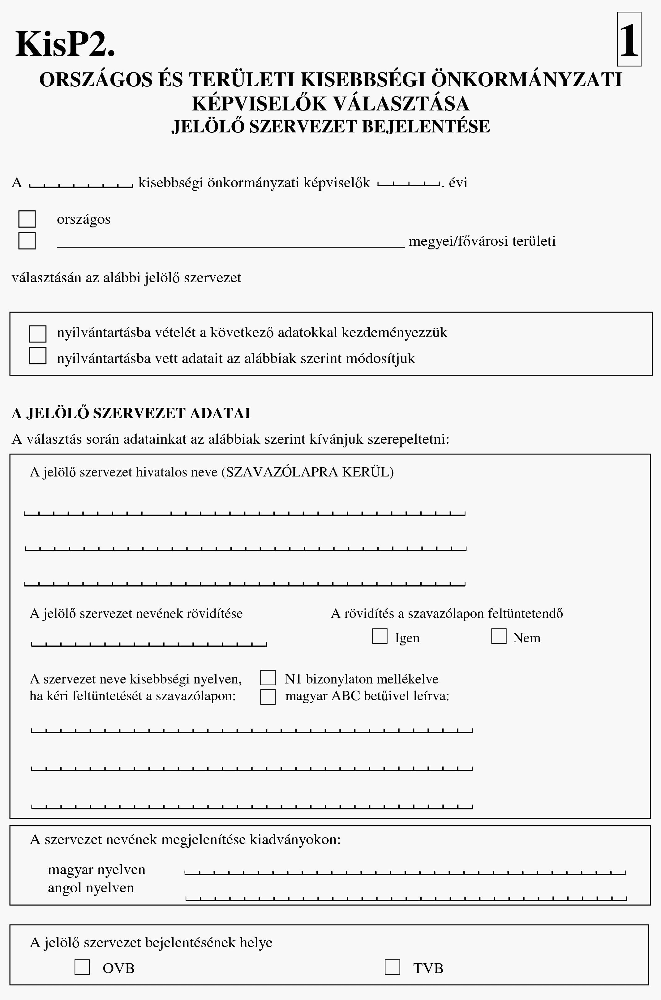 KisP2.
1
ORSZÁGOS ÉS TERÜLETI KISEBBSÉGI ÖNKORMÁNYZATI
KÉPVISELŐK VÁLASZTÁSA
JELÖLŐ SZERVEZET BEJELENTÉSE
A kisebbségi önkormányzati képviselők . évi
országos
megyei/fővárosi területi
választásán az alábbi jelölő szervezet
nyilvántartásba vételét a következő adatokkal kezdeményezzük
nyilvántartásba vett adatait az alábbiak szerint módosítjuk
A JELÖLŐ SZERVEZET ADATAI
A választás során adatainkat az alábbiak szerint kívánjuk szerepeltetni:
A jelölő szervezet hivatalos neve (SZAVAZÓLAPRA KERÜL)
A jelölő szervezet nevének rövidítése A rövidítés a szavazólapon feltüntetendő
Igen Nem
A szervezet neve kisebbségi nyelven, N1 bizonylaton mellékelve
ha kéri feltüntetését a szavazólapon: magyar ABC betűivel leírva:
A szervezet nevének megjelenítése kiadványokon:
magyar nyelven
angol nyelven
A jelölő szervezet bejelentésének helye
OVB TVB